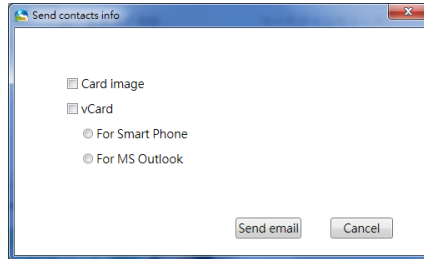 Send contacts info
Card image
vCard
For Smart Phone
For MS Outlook
Send email
Cancel